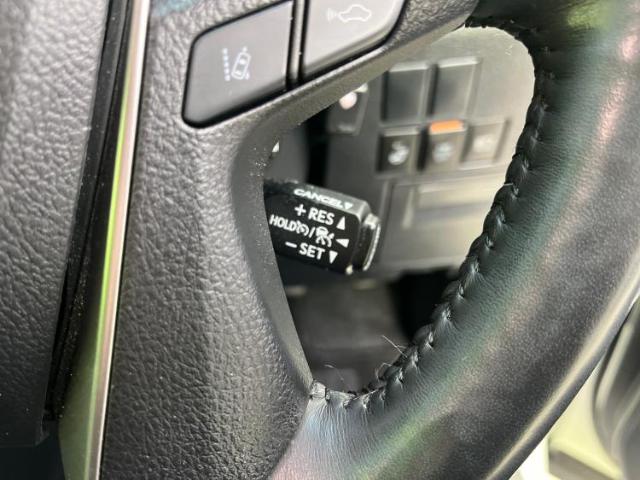 CANCEL▼
+ RES ▲
HOLD / ◄
− SET ▼